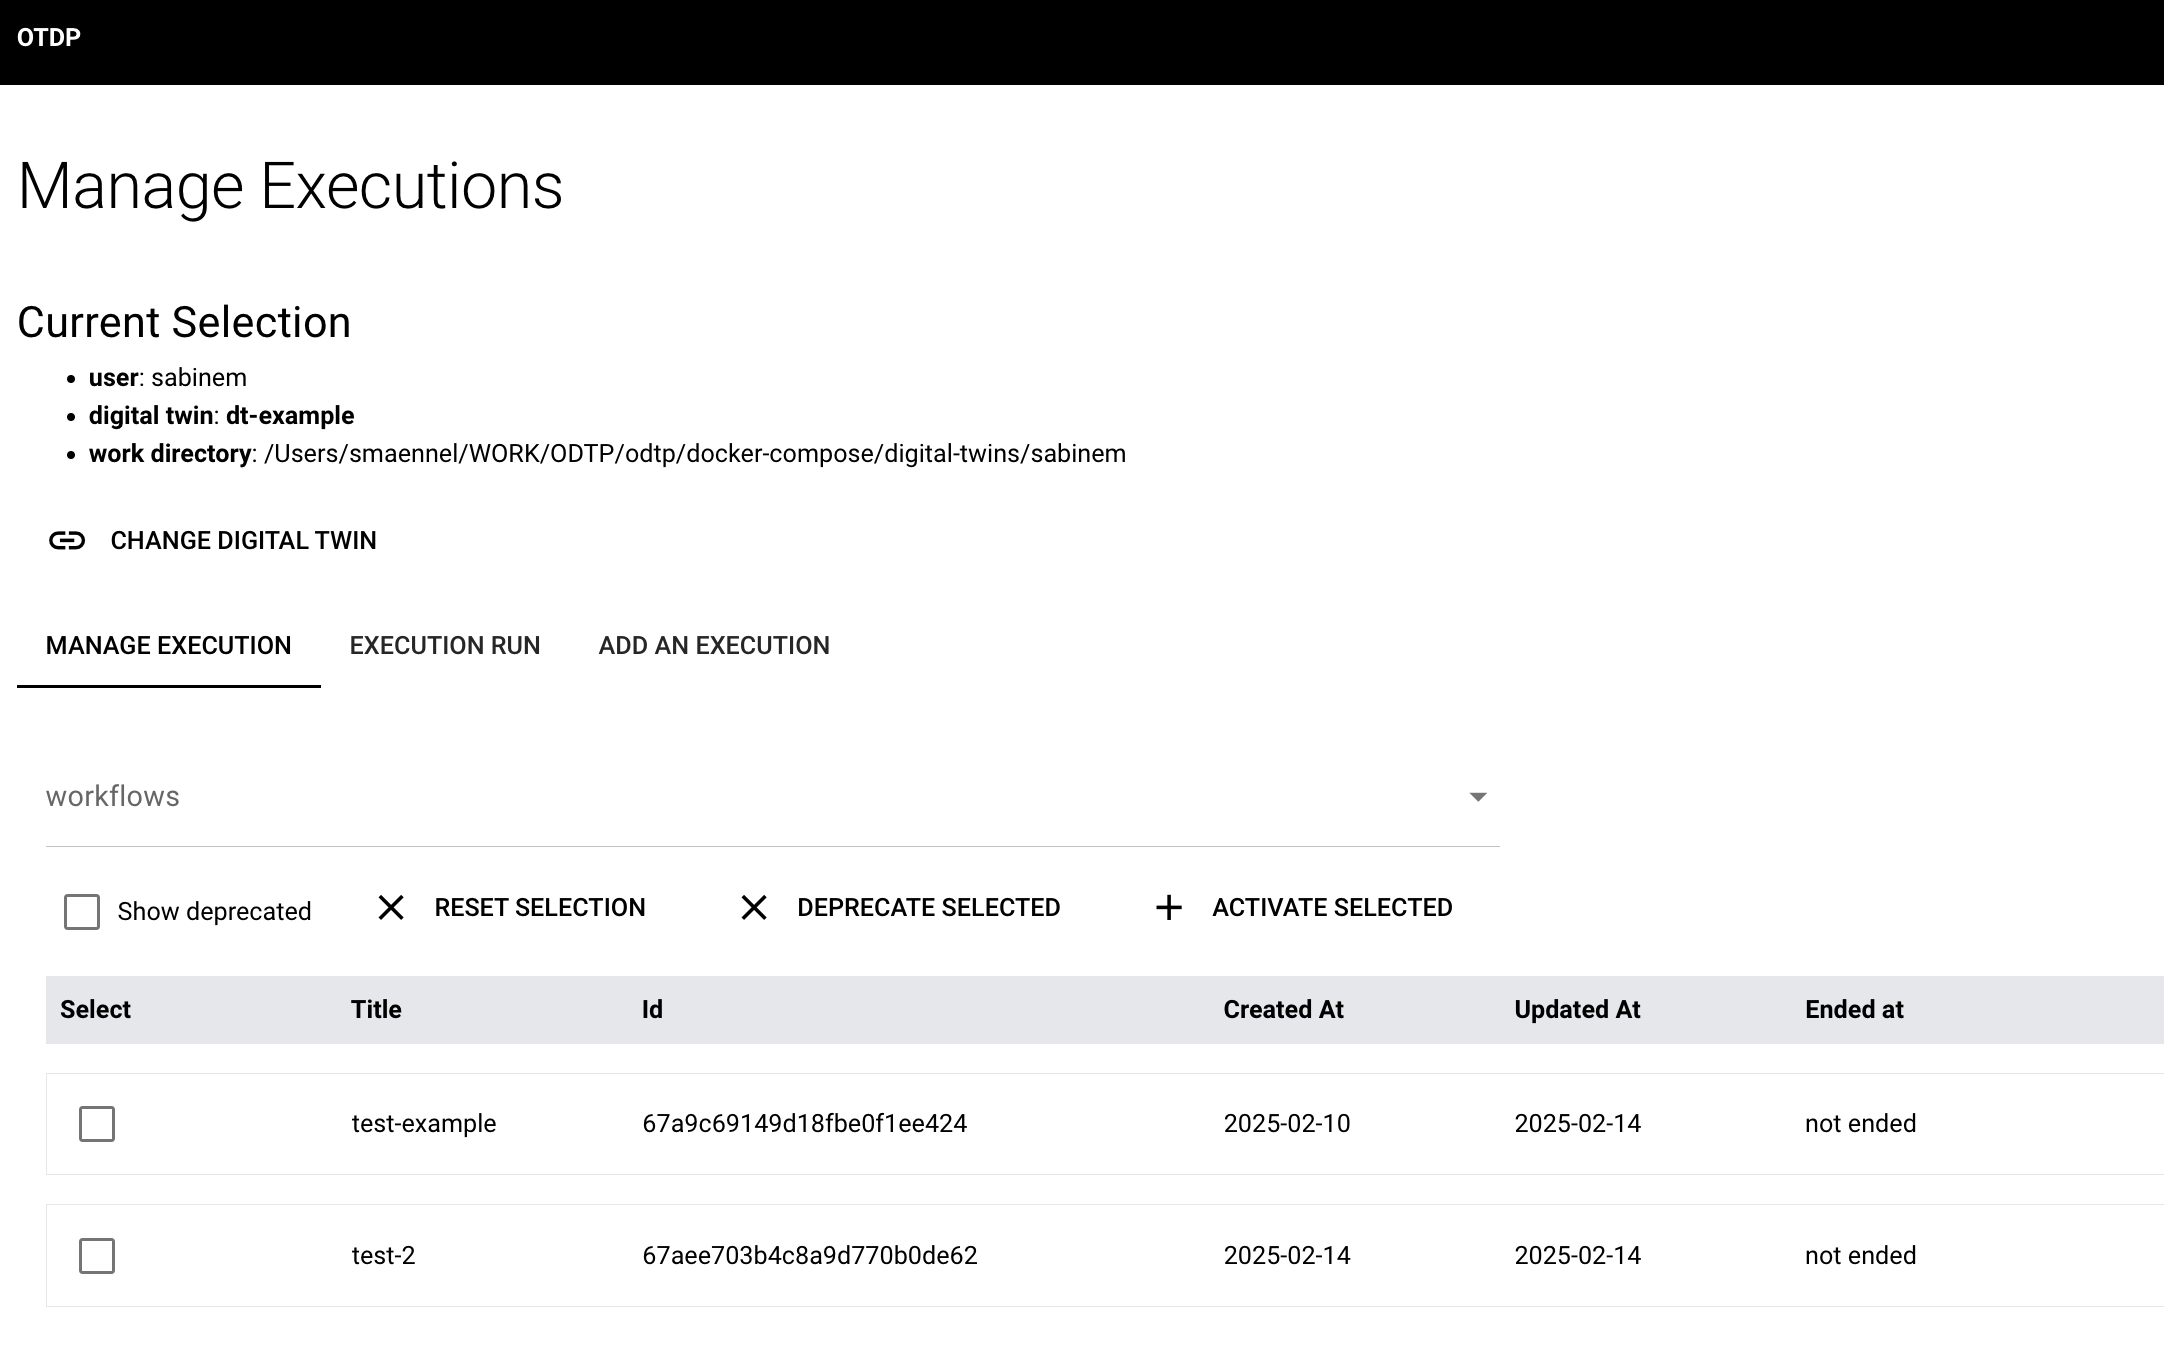 OTDP
Manage Executions
Current Selection
• user: sabinem
• digital twin: dt-example
• work directory: /Users/smaennel/WORK/ODTP/odtp/docker-compose/digital-twins/sabinem
CHANGE DIGITAL TWIN
MANAGE EXECUTION EXECUTION RUN ADD AN EXECUTION
workflows
Show deprecated RESET SELECTION DEPRECATE SELECTED ACTIVATE SELECTED
Select Title Id Created At Updated At Ended at
test-example 67a9c69149d18fbe0f1ee424 2025-02-10 2025-02-14 not ended
test-2 67aee703b4c8a9d770b0de62 2025-02-14 2025-02-14 not ended